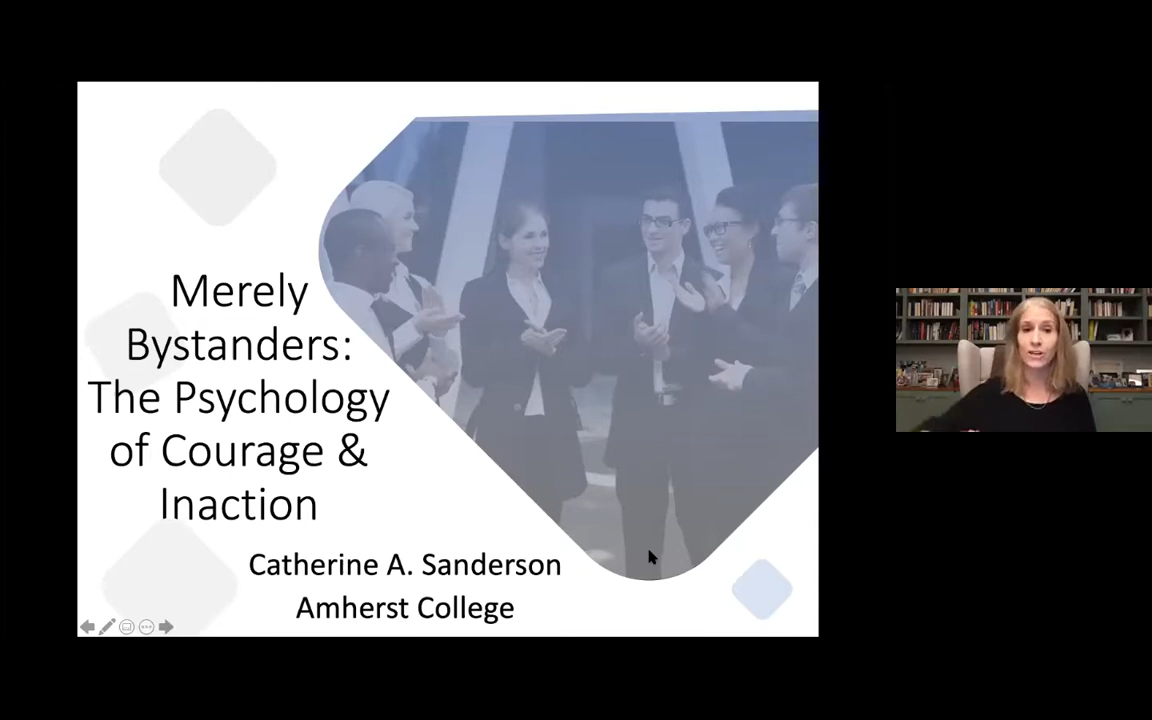 Merely
Bystanders:
The Psychology
of Courage &
Inaction
Catherine A. Sanderson
Amherst College